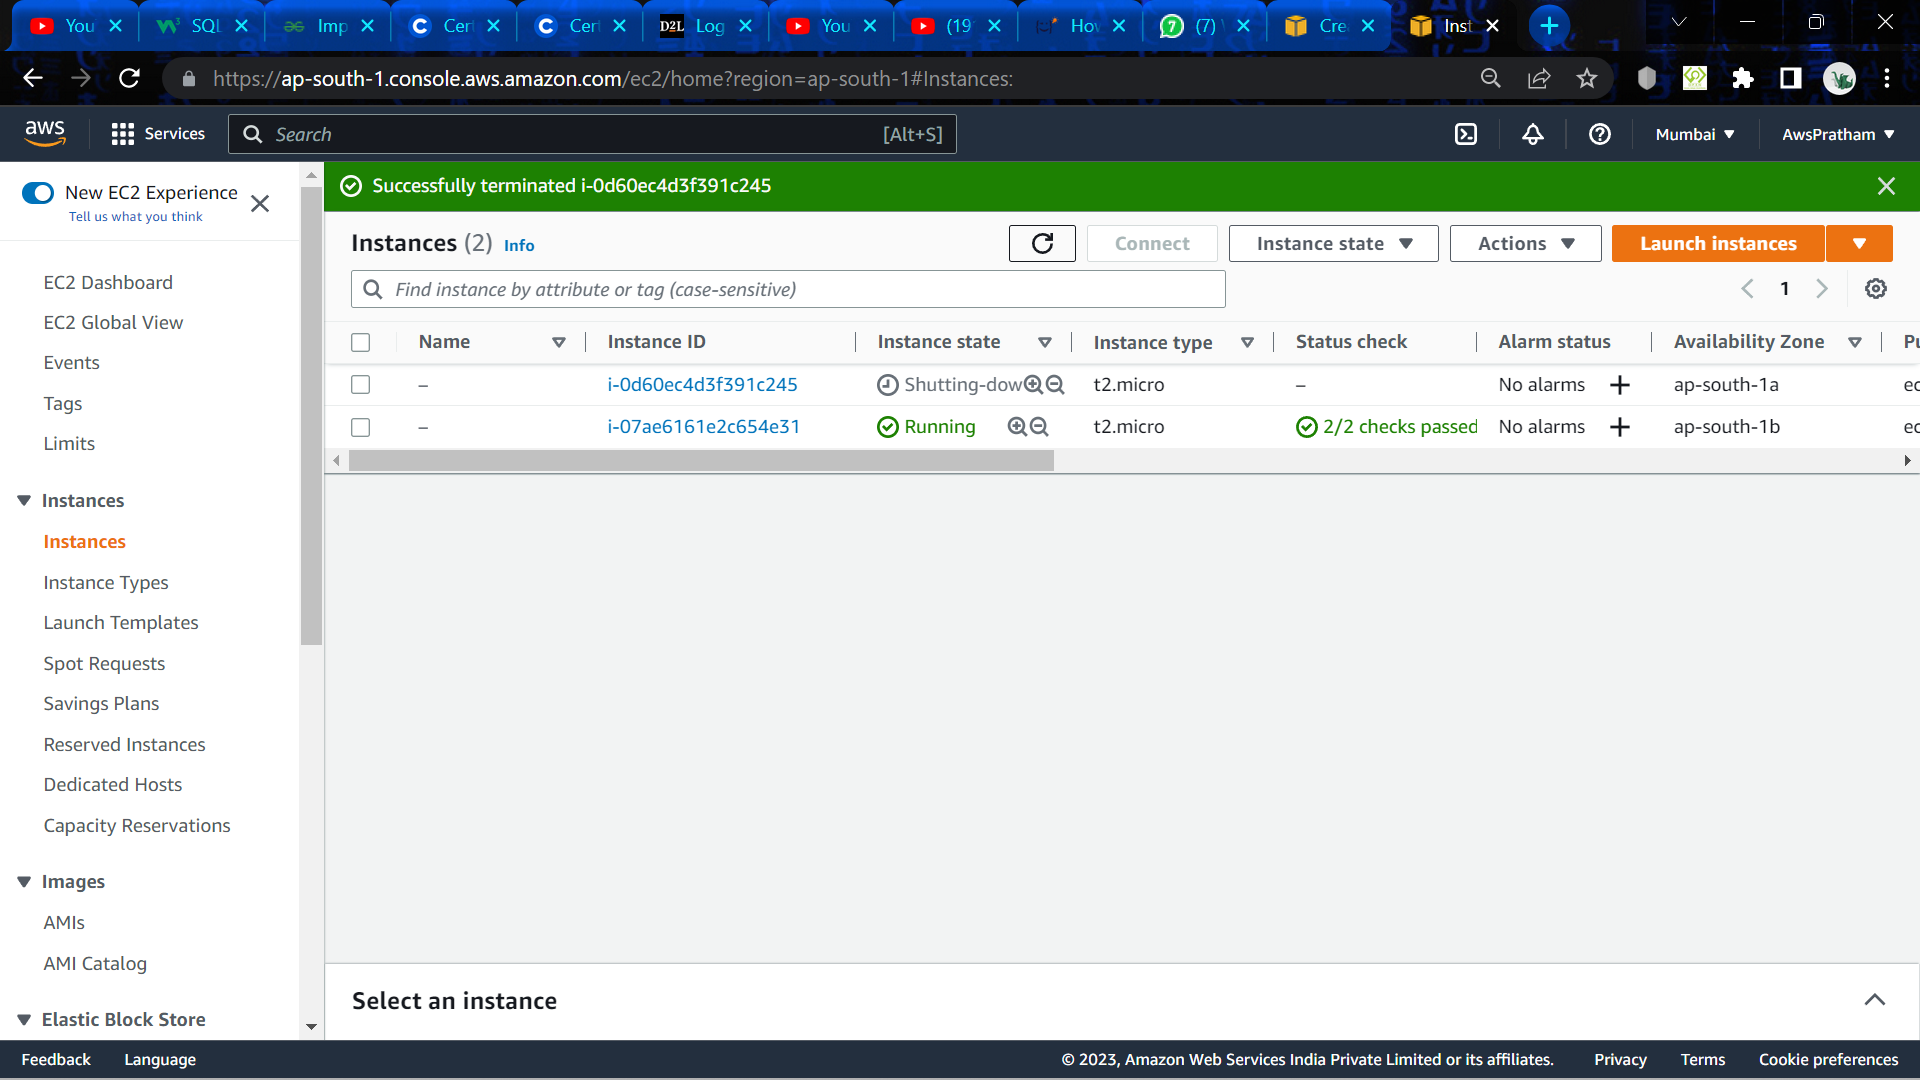 You
SQL
Imp
Cer
Cer
D2L Log
You
(19
How
7 (7)
Cre
Inst
https://ap-south-1.console.aws.amazon.com/ec2/home?region=ap-south-1#Instances:
aws
Services
Search
[Alt+S]
Mumbai
AwsPratham
New EC2 Experience
Tell us what you think
EC2 Dashboard
EC2 Global View
Events
Tags
Limits
Instances
Instances
Instance Types
Launch Templates
Spot Requests
Savings Plans
Reserved Instances
Dedicated Hosts
Capacity Reservations
Images
AMIs
AMI Catalog
Elastic Block Store
Successfully terminated i-0d60ec4d3f391c245
Instances (2) Info
Connect
Instance state
Actions
Launch instances
Find instance by attribute or tag (case-sensitive)
1
Name Instance ID Instance state Instance type Status check Alarm status Availability Zone Pu
– i-0d60ec4d3f391c245 Shutting-dow t2.micro – No alarms + ap-south-1a ec
– i-07ae6161e2c654e31 Running t2.micro 2/2 checks passed No alarms + ap-south-1b ec
Select an instance
Feedback Language © 2023, Amazon Web Services India Private Limited or its affiliates. Privacy Terms Cookie preferences